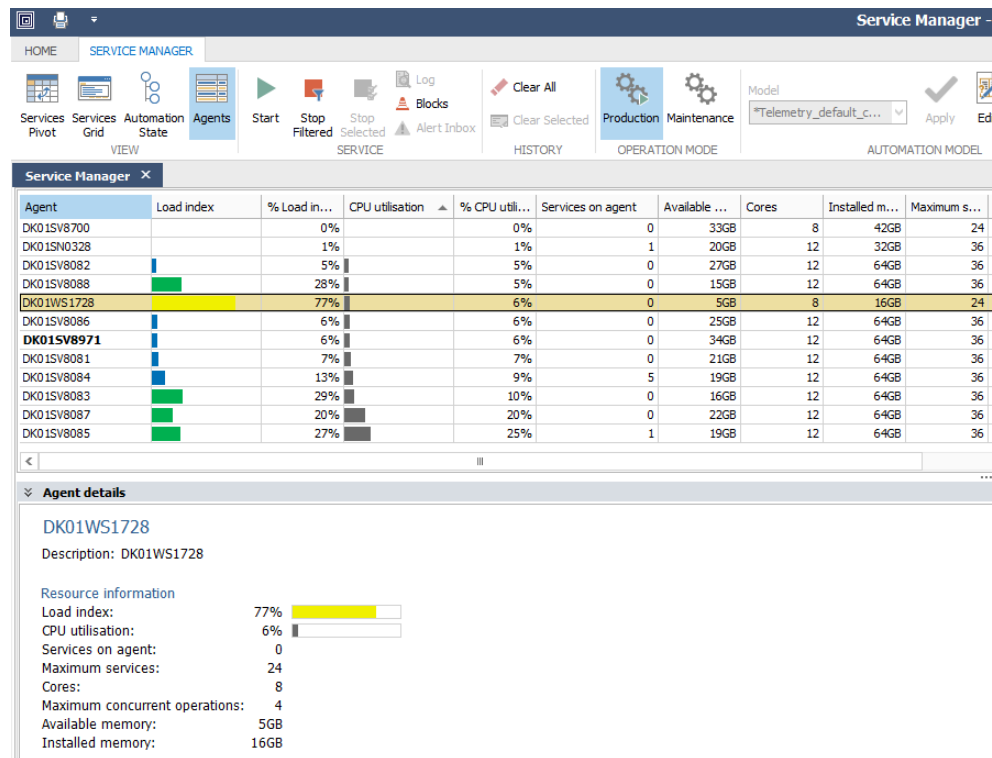 Service Manager -
HOME SERVICE MANAGER
Log
Clear All
Model
Blocks
*Telemetry_default_c...
Services Pivot Services Grid Automation State Agents Start Stop Filtered Stop Selected Alert Inbox Clear Selected Production Maintenance Apply Edi
VIEW SERVICE HISTORY OPERATION MODE AUTOMATION MODEL
Service Manager X
Agent Load index % Load in... CPU utilisation % CPU utili... Services on agent Available ... Cores Installed m... Maximum s...
DK01SV8700 0% 0% 0 33GB 8 42GB 24
DK01SN0328 1% 1% 1 20GB 12 32GB 36
DK01SV8082 5% 5% 0 27GB 12 64GB 36
DK01SV8088 28% 5% 0 15GB 12 64GB 36
DK01WS1728 77% 6% 0 5GB 8 16GB 24
DK01SV8086 6% 6% 0 25GB 12 64GB 36
DK01SV8971 6% 6% 0 34GB 12 64GB 36
DK01SV8081 7% 7% 0 21GB 12 64GB 36
DK01SV8084 13% 9% 5 19GB 12 64GB 36
DK01SV8083 29% 10% 0 16GB 12 64GB 36
DK01SV8087 20% 20% 0 22GB 12 64GB 36
DK01SV8085 27% 25% 1 19GB 12 64GB 36
Agent details
DK01WS1728
Description: DK01WS1728
Resource information
Load index: 77%
CPU utilisation: 6%
Services on agent: 0
Maximum services: 24
Cores: 8
Maximum concurrent operations: 4
Available memory: 5GB
Installed memory: 16GB